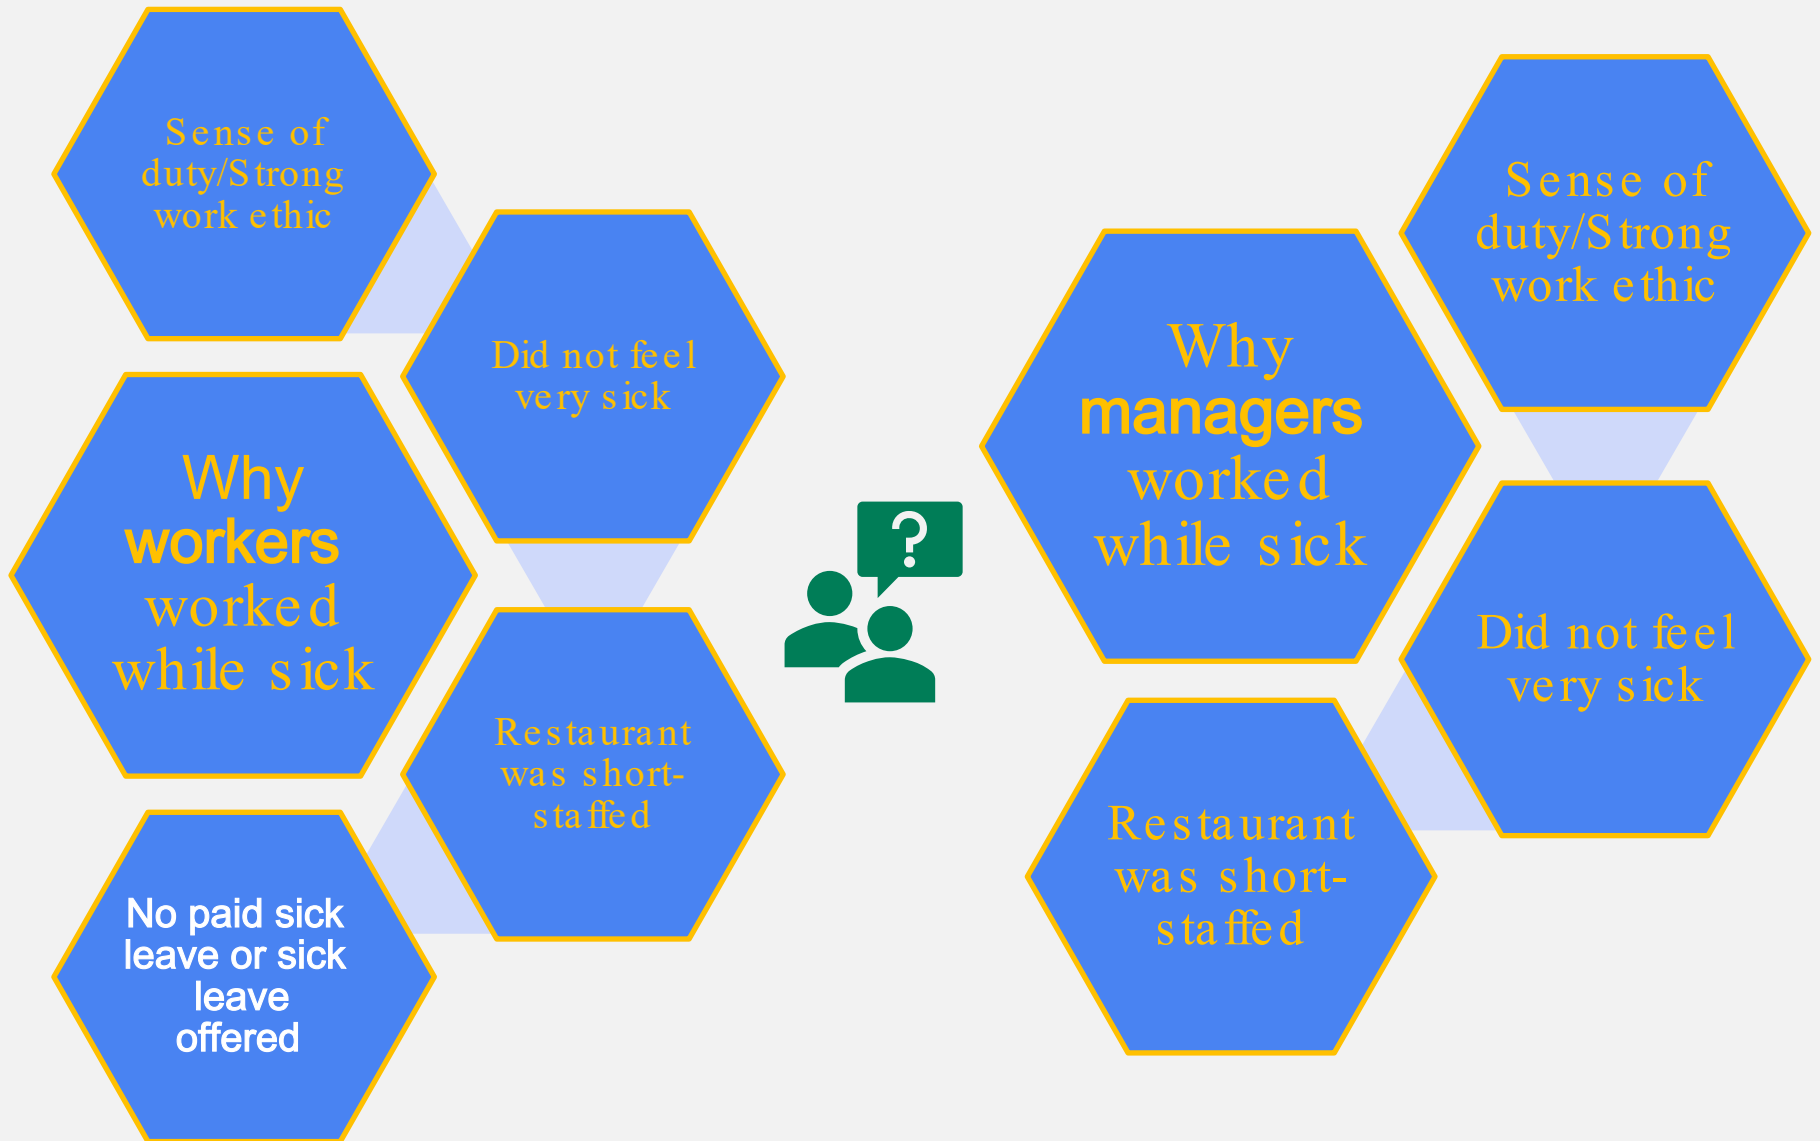 Sense of
duty/Strong
work ethic
Did not feel
very sick
Why
workers
worked
while sick
Restaurant
was short-
staffed
No paid sick
leave or sick
leave
offered
?
Why
managers
worked
while sick
Sense of
duty/Strong
work ethic
Did not feel
very sick
Restaurant
was short-
staffed